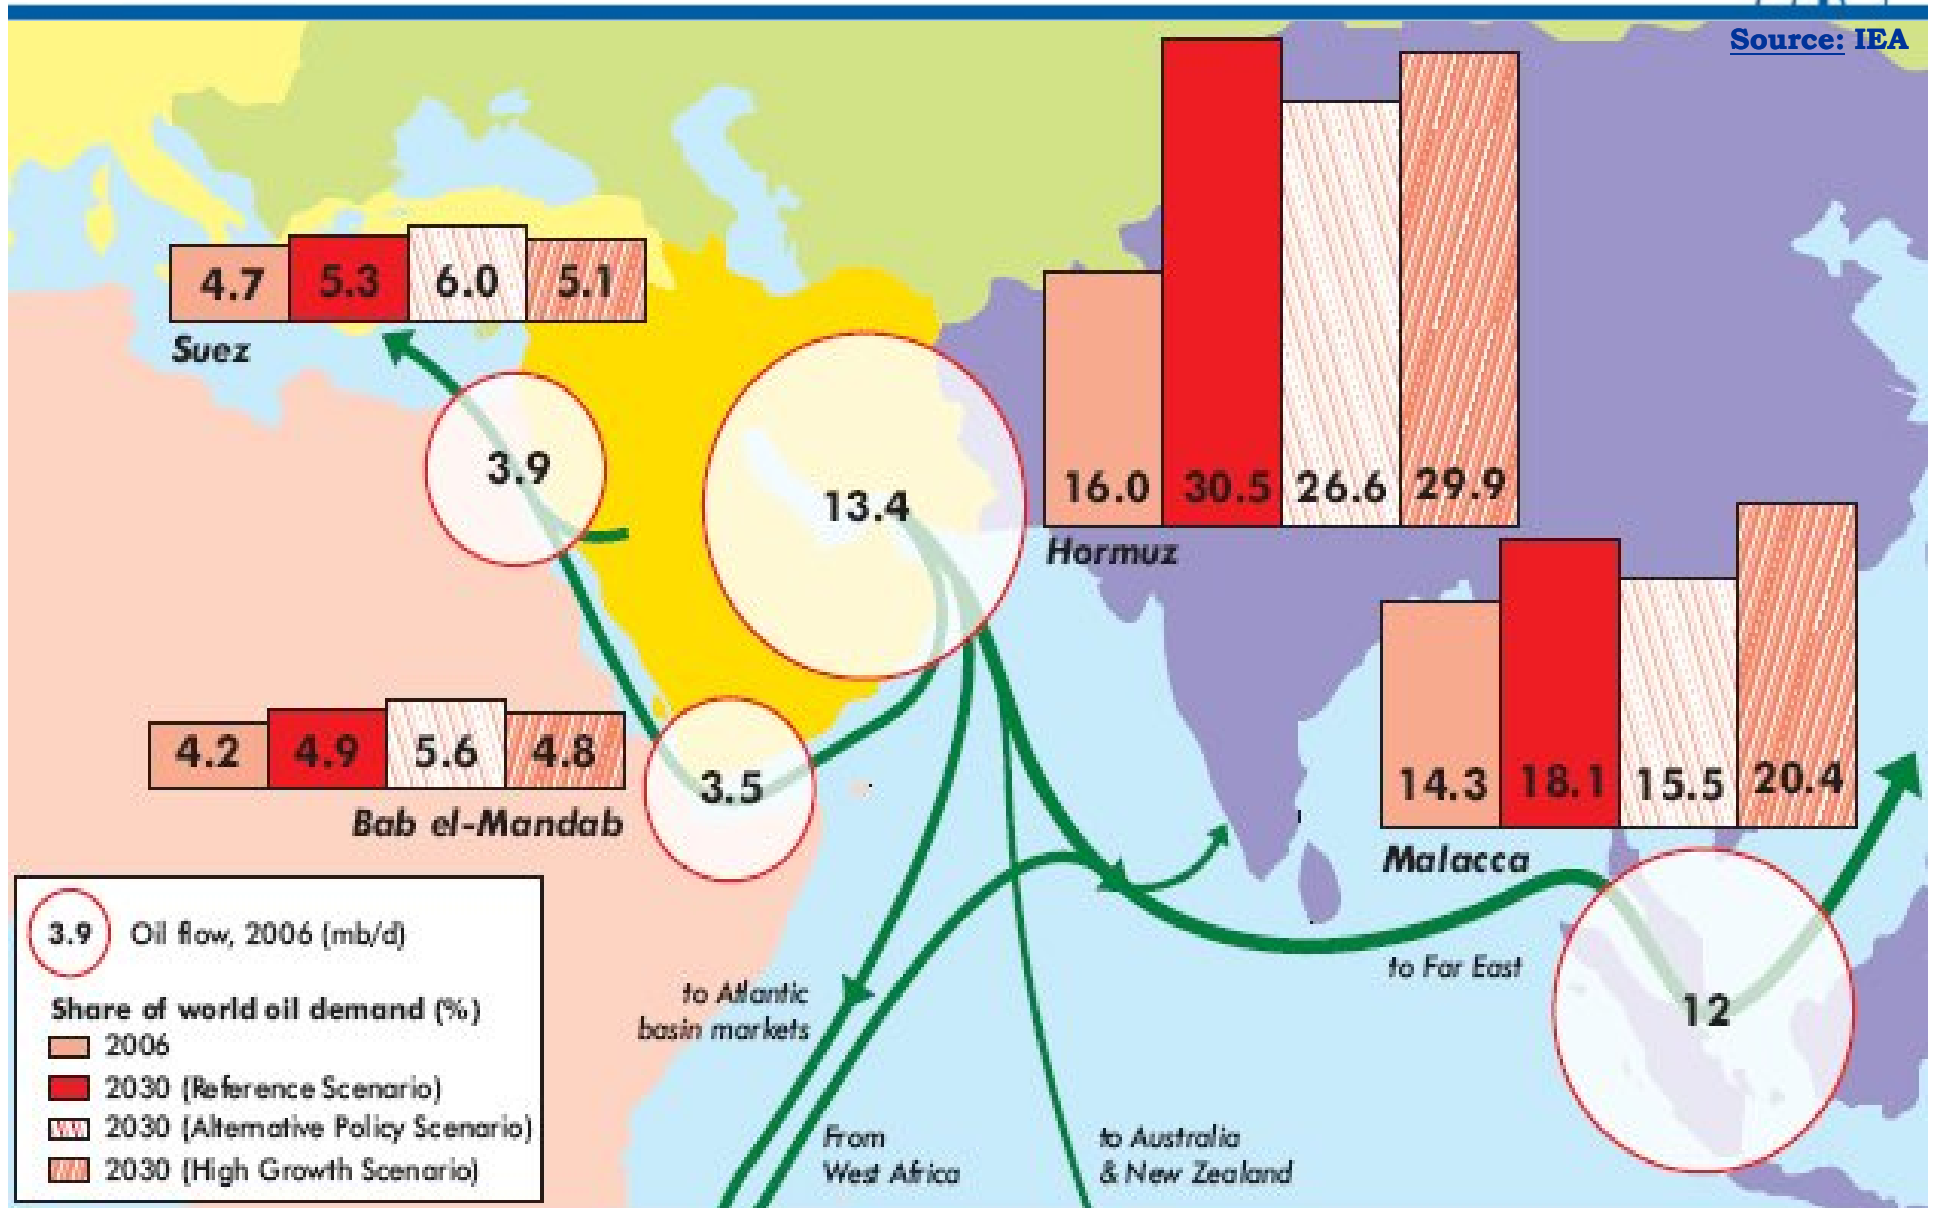 Source: IEA
4.7 5.3 6.0 5.1
Suez
3.9
13.4
16.0 30.5 26.6 29.9
Hormuz
4.2 4.9 5.6 4.8
Bab el-Mandab
3.5
14.3 18.1 15.5 20.4
Malacca
12
to Far East
to Atlantic
basin markets
From
West Africa
to Australia
& New Zealand
3.9 Oil flow, 2006 (mb/d)
Share of world oil demand (%)
2006
2030 (Reference Scenario)
2030 (Alternative Policy Scenario)
2030 (High Growth Scenario)